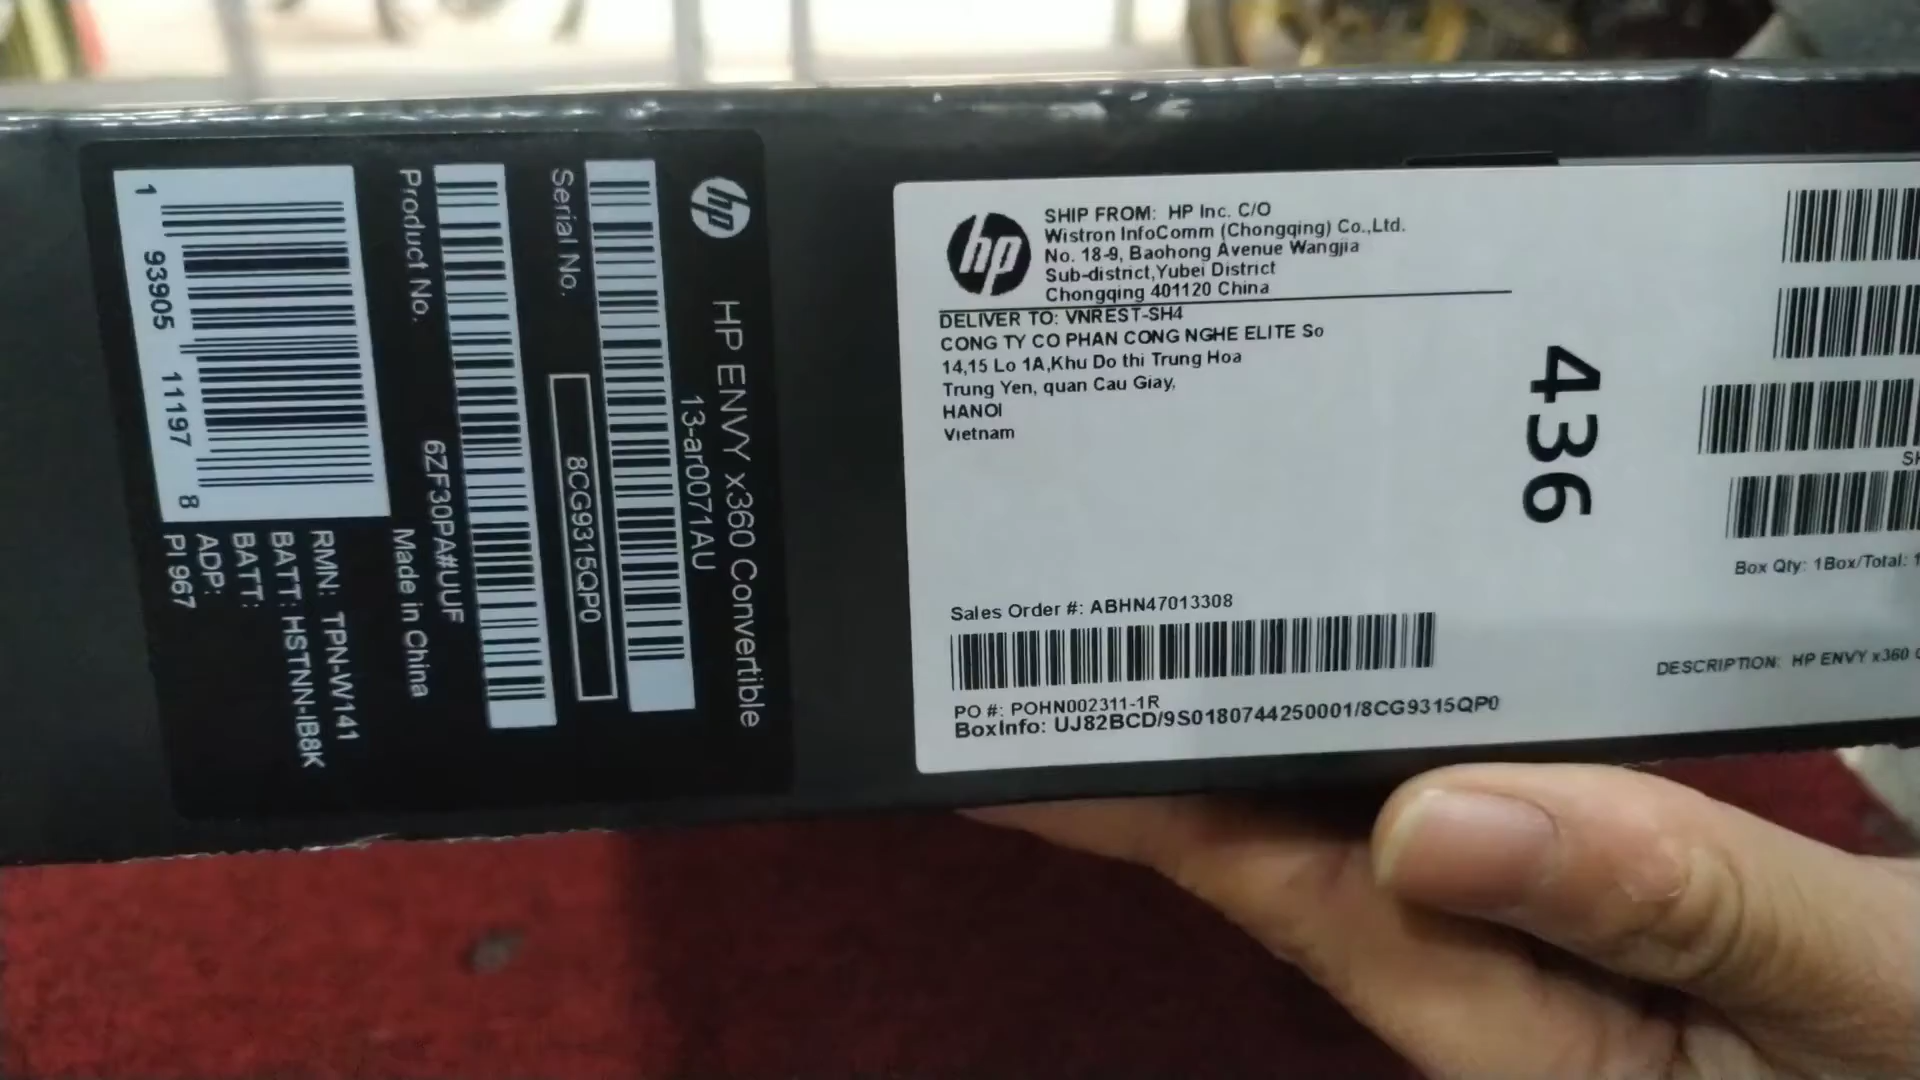 hp
HP ENVY x360 Convertible
13-ar0071AU
Serial No.
8CG9315QP0
Product No.
6ZF30PA#UUF
Made in China
1 93905 11197 8
RMN: TPN-W141
BATT: HSTNN-IB8K
BATT:
ADP:
PI 967
hp
SHIP FROM: HP Inc. C/O
Wistron InfoComm (Chongqing) Co.,Ltd.
No. 18-9, Baohong Avenue Wangjia
Sub-district,Yubei District
Chongqing 401120 China
DELIVER TO: VNREST-SH4
CONG TY CO PHAN CONG NGHE ELITE So
14,15 Lo 1A,Khu Do thi Trung Hoa
Trung Yen, quan Cau Giay,
HANOI
Vietnam
436
Sales Order #: ABHN47013308
PO #: POHN002311-1R
BoxInfo: UJ82BCD/9S0180744250001/8CG9315QP0
SH
Box Qty: 1Box/Total: 1
DESCRIPTION: HP ENVY x360